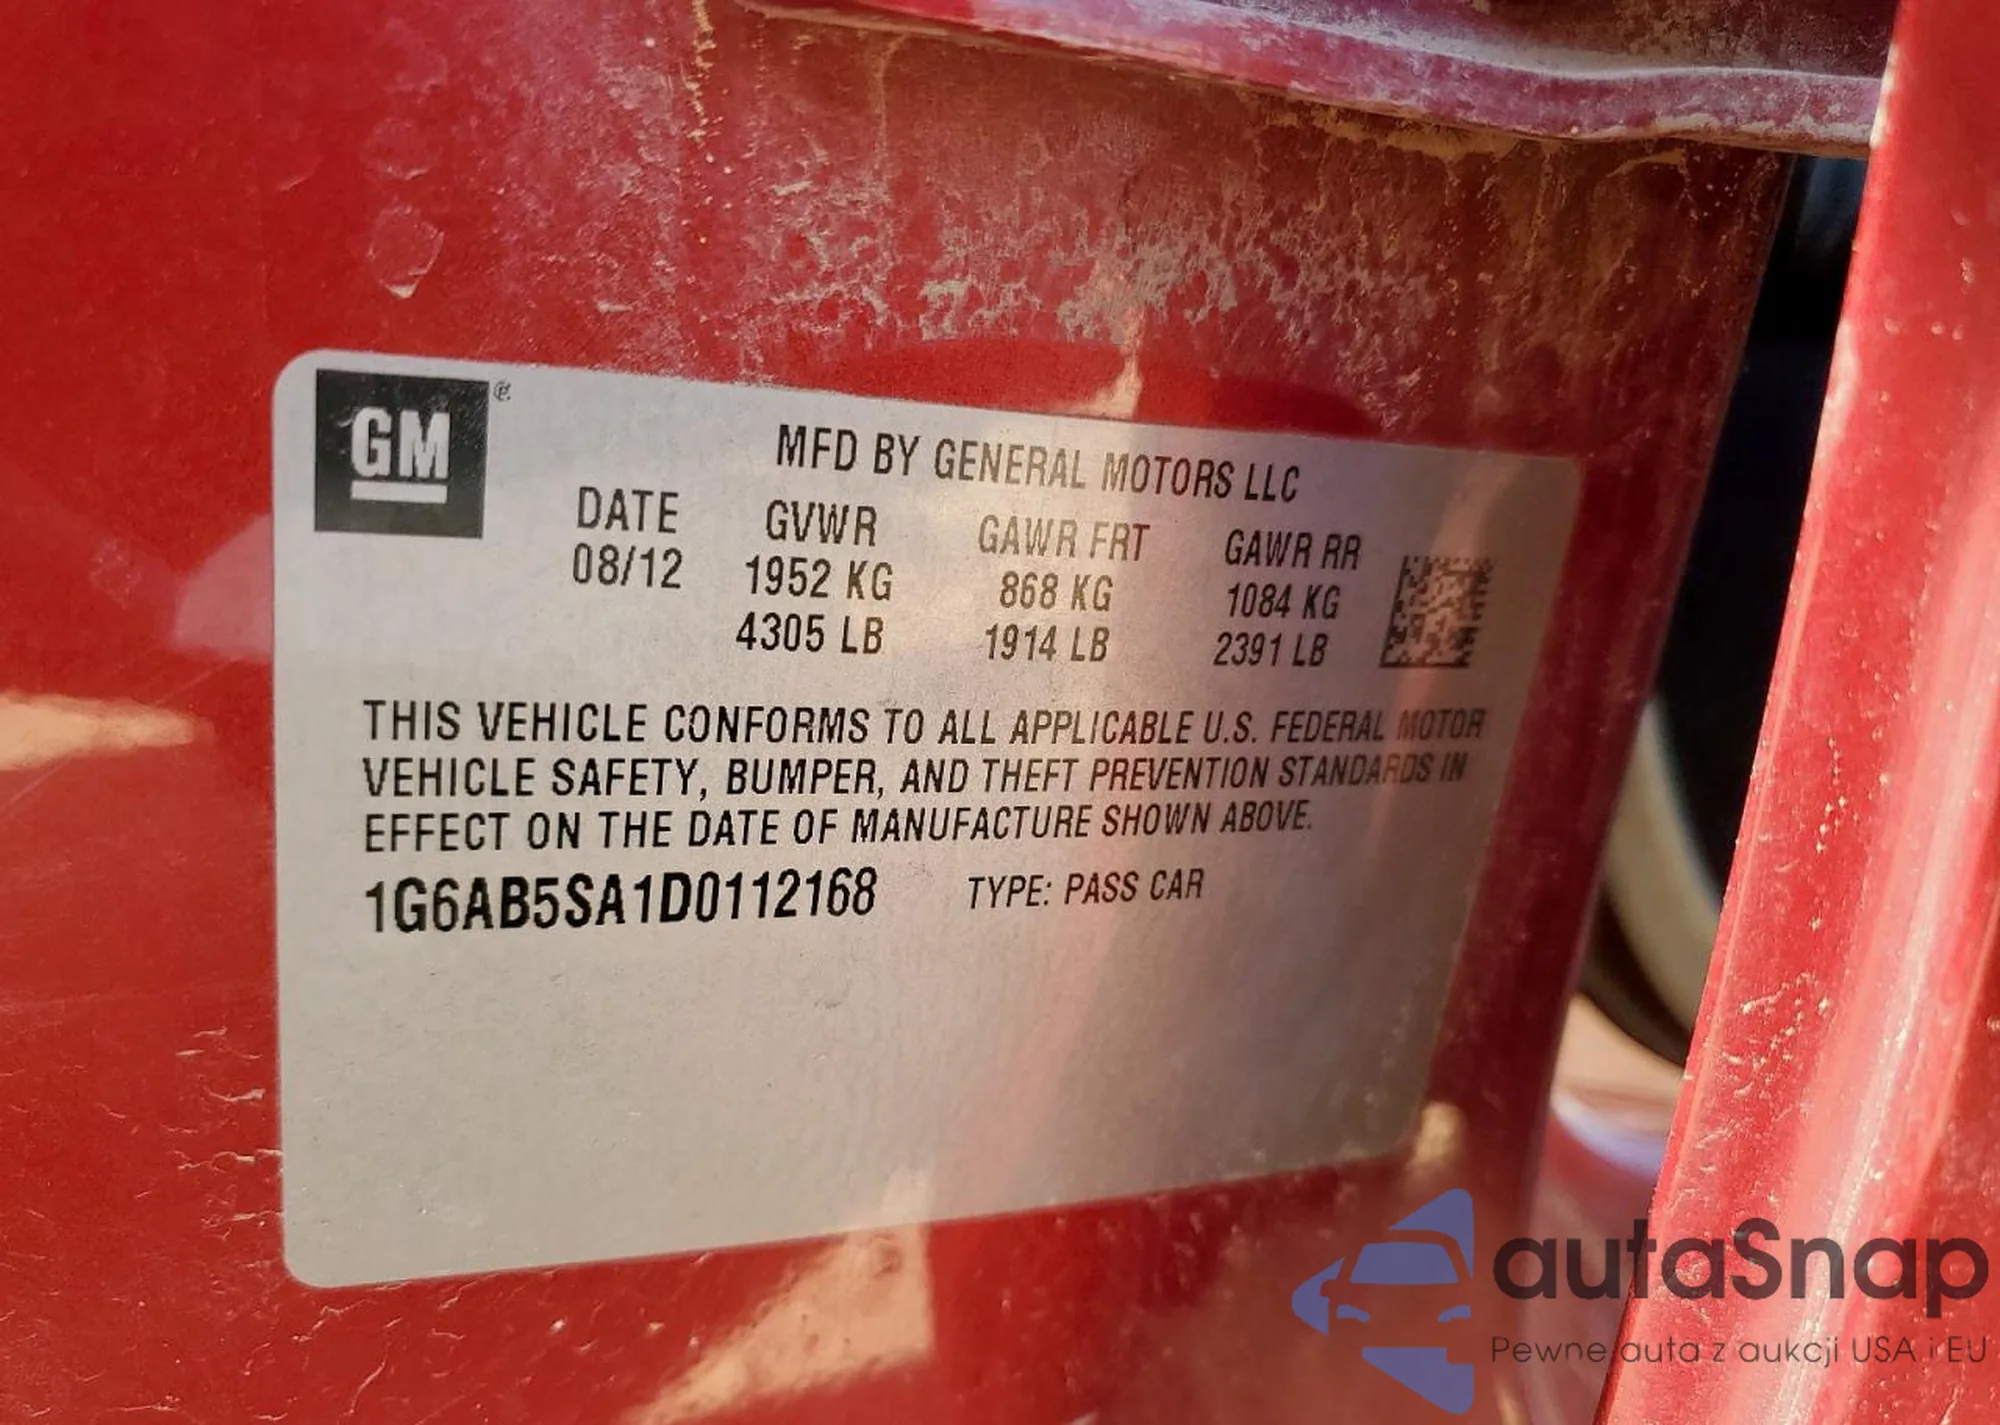 GM
MFD BY GENERAL MOTORS LLC
DATE GVWR GAWR FRT GAWR RR
08/12 1952 KG 868 KG 1084 KG
4305 LB 1914 LB 2391 LB
THIS VEHICLE CONFORMS TO ALL APPLICABLE U.S. FEDERAL MOTOR
VEHICLE SAFETY, BUMPER, AND THEFT PREVENTION STANDARDS IN
EFFECT ON THE DATE OF MANUFACTURE SHOWN ABOVE.
1G6AB5SA1D0112168 TYPE: PASS CAR
autaSnap
Pewne auta z aukcji USA i EU